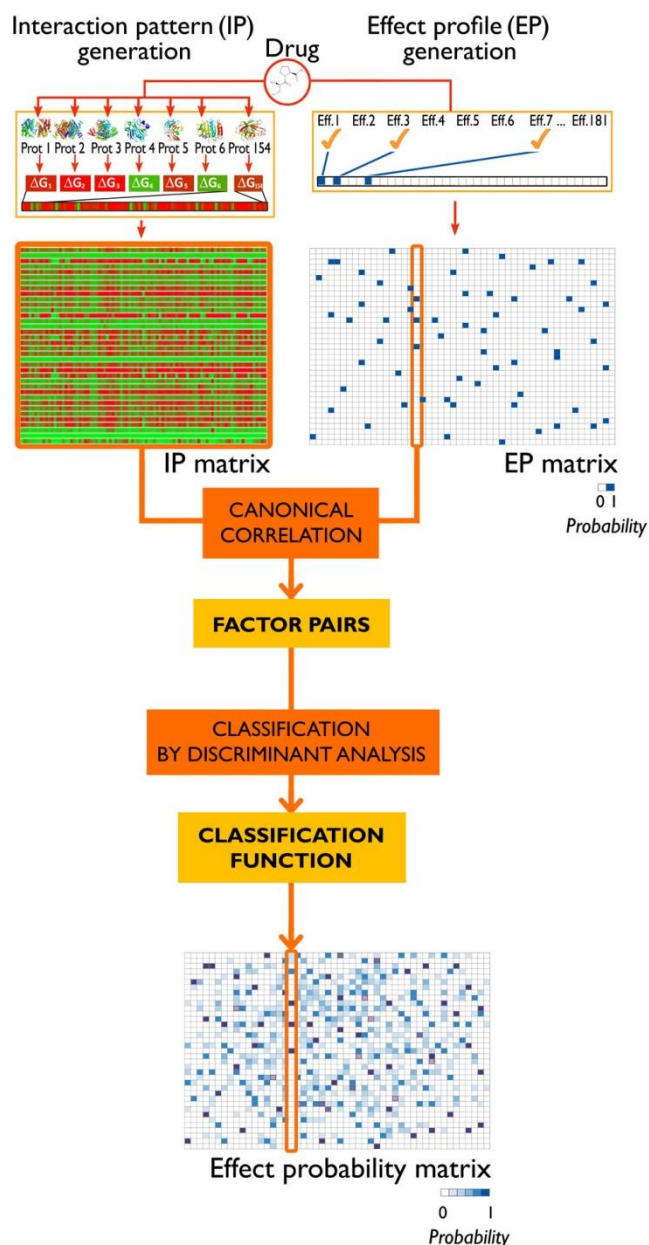 Interaction pattern (IP)
generation
Drug
Effect profile (EP)
generation
Prot 1 Prot 2 Prot 3 Prot 4 Prot 5 Prot 6 Prot 154
ΔG1 ΔG2 ΔG3 ΔG4 ΔG5 ΔG6 ΔG154
Eff.1 Eff.2 Eff.3 Eff.4 Eff.5 Eff.6 Eff.7 ... Eff.181
IP matrix
EP matrix
0 1
Probability
CANONICAL
CORRELATION
FACTOR PAIRS
CLASSIFICATION
BY DISCRIMINANT ANALYSIS
CLASSIFICATION
FUNCTION
Effect probability matrix
0 1
Probability